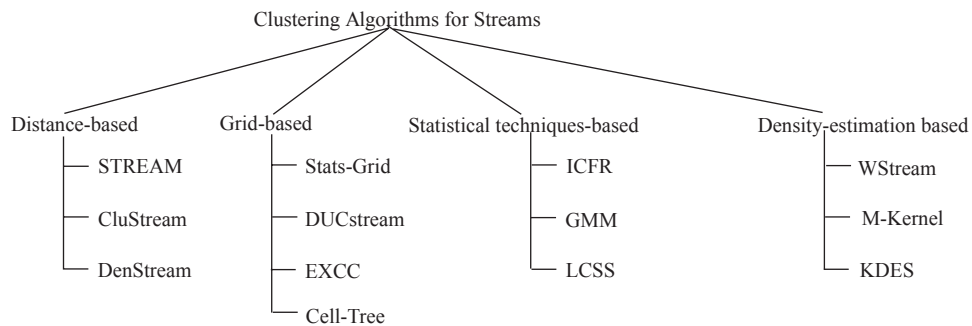 Clustering Algorithms for Streams
Distance-based
Grid-based
Statistical techniques-based
Density-estimation based
STREAM
Stats-Grid
ICFR
WStream
CluStream
DUCstream
GMM
M-Kernel
DenStream
EXCC
LCSS
KDES
Cell-Tree